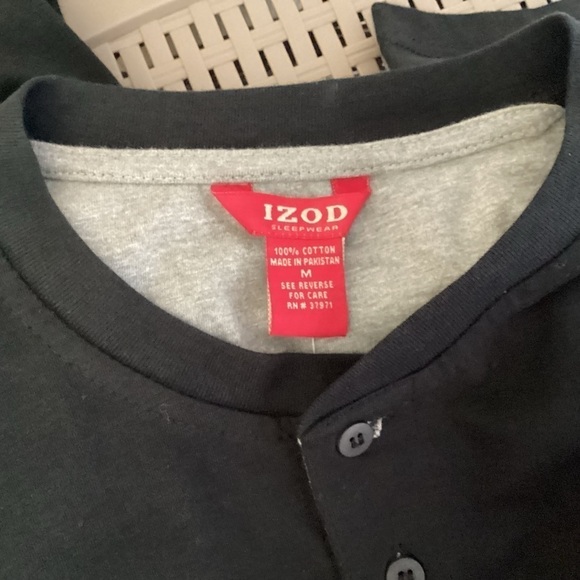 IZOD
SLEEPWEAR
100% COTTON
MADE IN PAKISTAN
M
SEE REVERSE
FOR CARE
RN# 37971